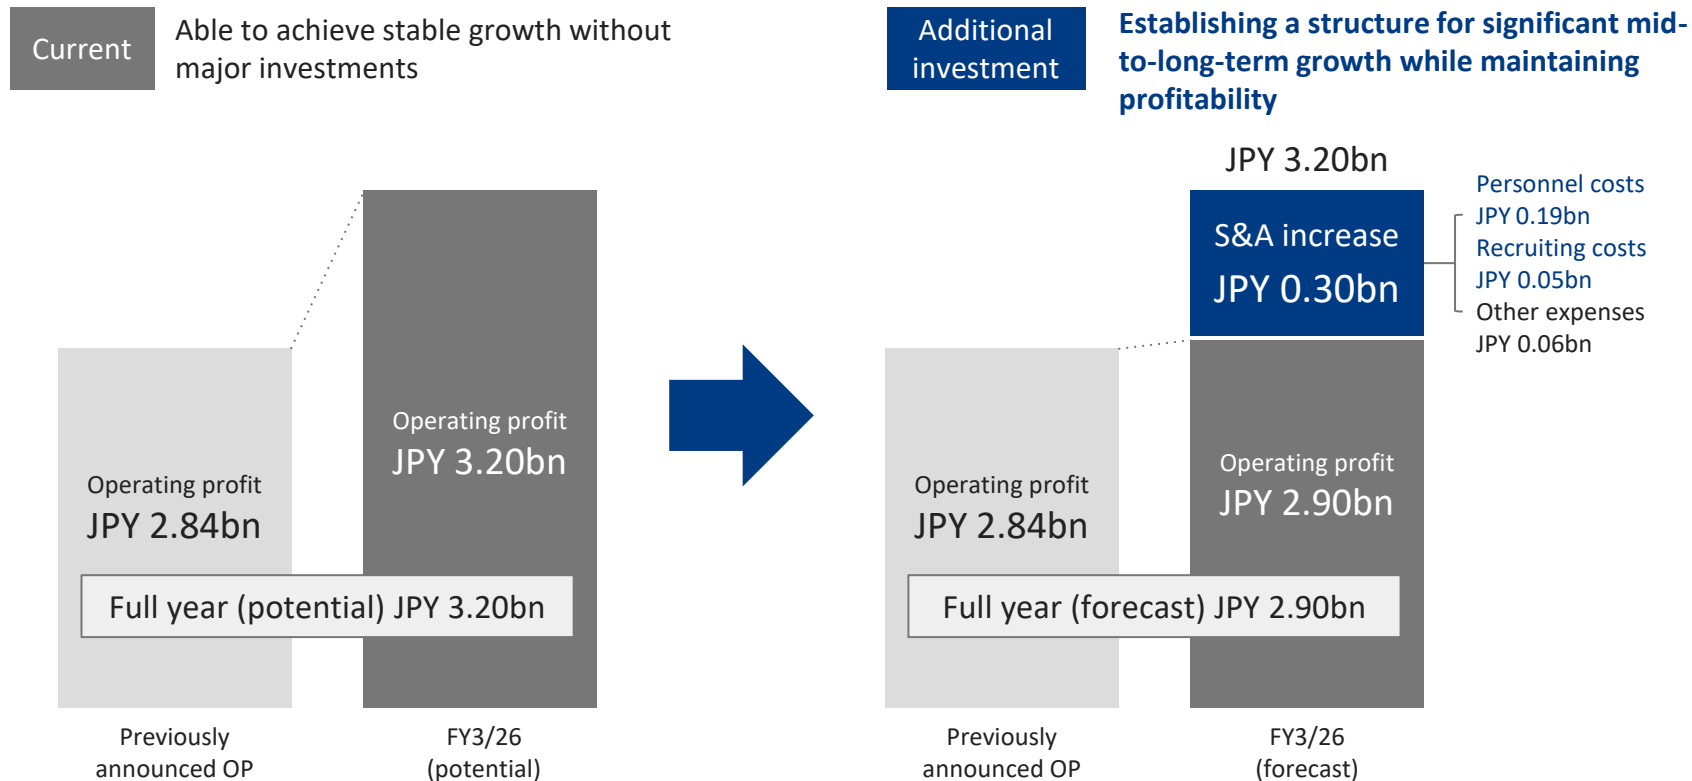 Current
Able to achieve stable growth without
major investments
Operating profit
JPY 2.84bn
Operating profit
JPY 3.20bn
Full year (potential) JPY 3.20bn
Previously
announced OP
FY3/26
(potential)
Additional
investment
Establishing a structure for significant mid-
to-long-term growth while maintaining
profitability
JPY 3.20bn
S&A increase
JPY 0.30bn
Personnel costs
JPY 0.19bn
Recruiting costs
JPY 0.05bn
Other expenses
JPY 0.06bn
Operating profit
JPY 2.84bn
Operating profit
JPY 2.90bn
Full year (forecast) JPY 2.90bn
Previously
announced OP
FY3/26
(forecast)